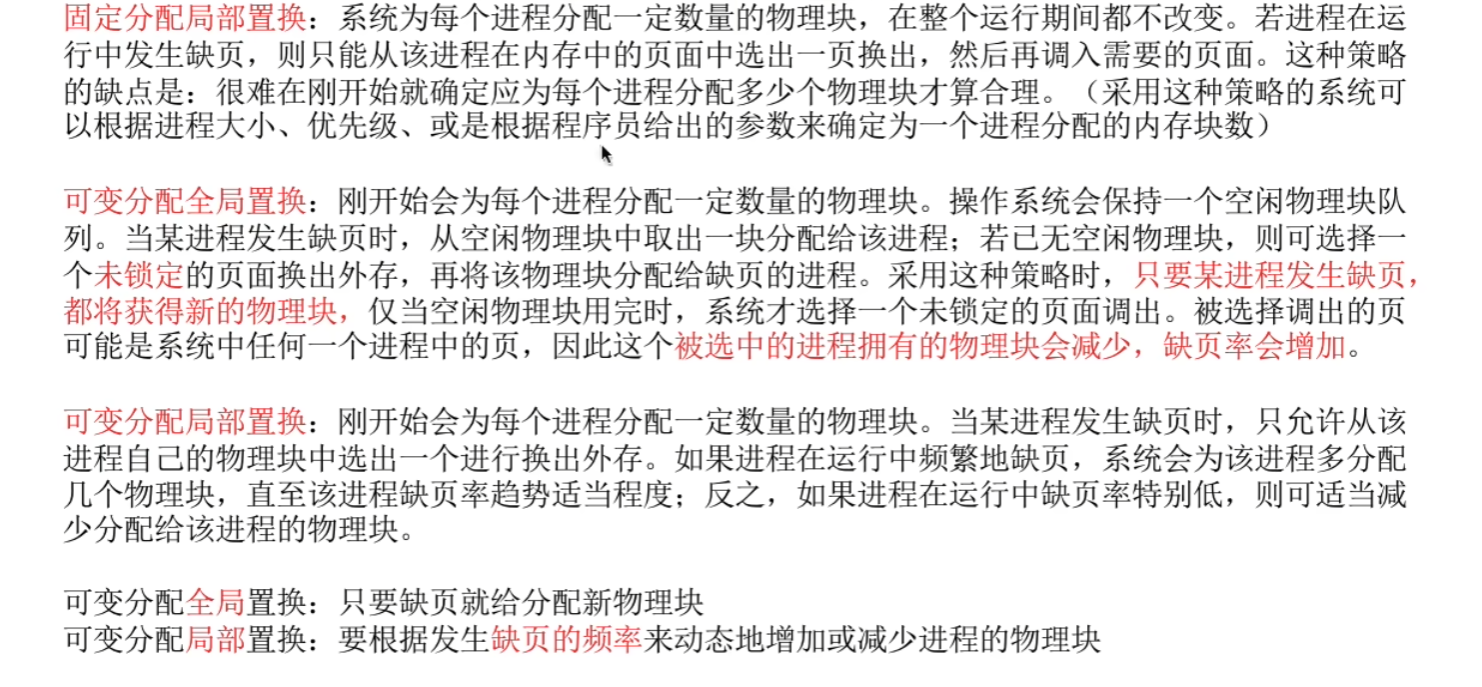 固定分配局部置换：系统为每个进程分配一定数量的物理块，在整个运行期间都不改变。若进程在运
行中发生缺页，则只能从该进程在内存中的页面中选出一页换出，然后再调入需要的页面。这种策略
的缺点是：很难在刚开始就确定应为每个进程分配多少个物理块才算合理。（采用这种策略的系统可
以根据进程大小、优先级、或是根据程序员给出的参数来确定为一个进程分配的内存块数）
可变分配全局置换：刚开始会为每个进程分配一定数量的物理块。操作系统会保持一个空闲物理块队
列。当某进程发生缺页时，从空闲物理块中取出一块分配给该进程；若已无空闲物理块，则可选择一
个未锁定的页面换出外存，再将该物理块分配给缺页的进程。采用这种策略时，只要某进程发生缺页，
都将获得新的物理块，仅当空闲物理块用完时，系统才选择一个未锁定的页面调出。被选择调出的页
可能是系统中任何一个进程中的页，因此这个被选中的进程拥有的物理块会减少，缺页率会增加。
可变分配局部置换：刚开始会为每个进程分配一定数量的物理块。当某进程发生缺页时，只允许从该
进程自己的物理块中选出一个进行换出外存。如果进程在运行中频繁地缺页，系统会为该进程多分配
几个物理块，直至该进程缺页率趋势适当程度；反之，如果进程在运行中缺页率特别低，则可适当减
少分配给该进程的物理块。
可变分配全局置换：只要缺页就给分配新物理块
可变分配局部置换：要根据发生缺页的频率来动态地增加或减少进程的物理块